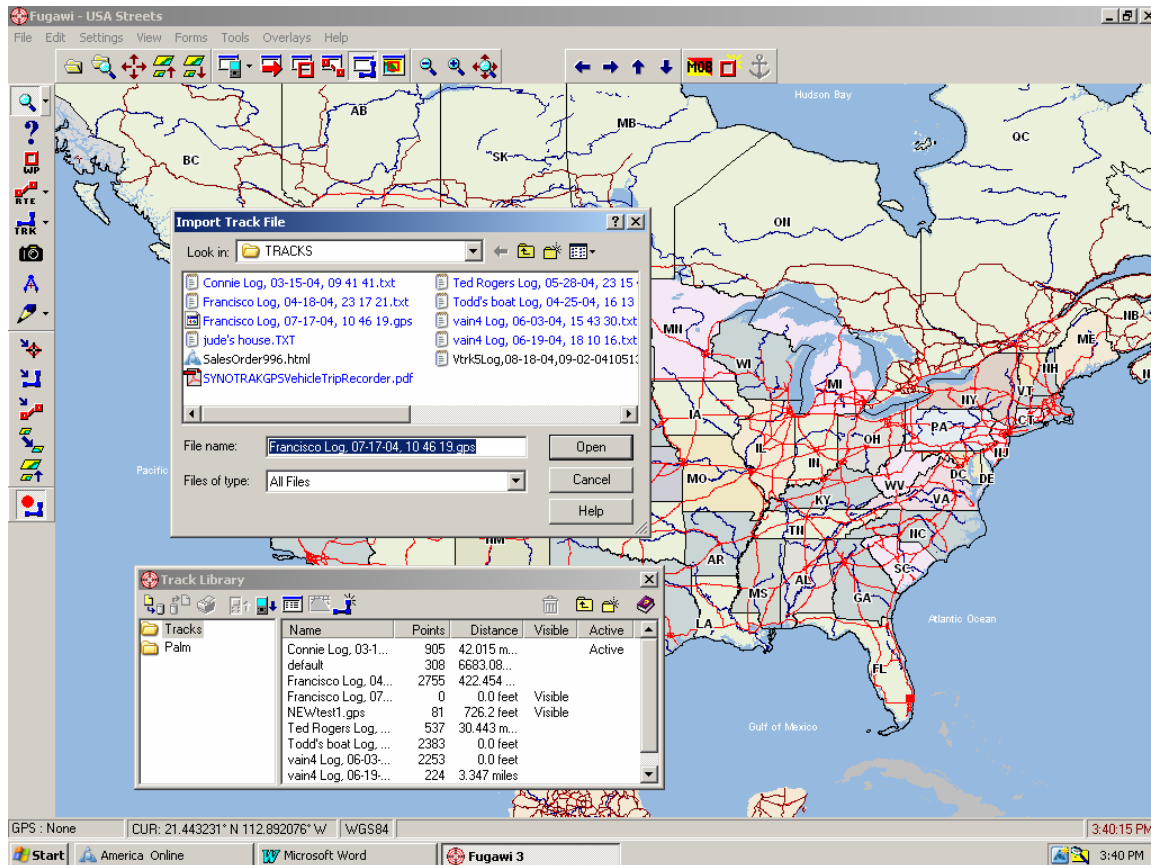 Fugawi - USA Streets
File Edit Settings View Forms Tools Overlays Help
MOB
WP
RTE
TRK
Hudson Bay
AB
MB
QC
BC
SK
ON
Import Track File
Look in: TRACKS
Connie Log, 03-15-04, 09 41 41.txt
Francisco Log, 04-18-04, 23 17 21.txt
Francisco Log, 07-17-04, 10 46 19.gps
jude's house.TXT
SalesOrder996.html
SYNOTRAKGPSVehicleTripRecorder.pdf
Ted Rogers Log, 05-28-04, 23 15
Todd's boat Log, 04-25-04, 16 13
vain4 Log, 06-03-04, 15 43 30.txt
vain4 Log, 06-19-04, 18 10 16.txt
Vtrk5Log,08-18-04,09-02-0410513
File name: Francisco Log, 07-17-04, 10 46 19.gps
Open
Files of type: All Files
Cancel
Help
MN
WI
MI
NB
ME
VT
NH
NY
CT
IA
PA
NJ
IL
IN
OH
DC
DE
MO
WV
VA
KY
Pacific
NM
TN
NC
AR
SC
MS
AL
GA
LA
FL
Atlantic Ocean
Gulf of Mexico
Track Library
Tracks
Palm
Name Points Distance Visible Active
Connie Log, 03-1... 905 42.015 m... Active
default 308 6683.08...
Francisco Log, 04... 2755 422.454 ...
Francisco Log, 07... 0 0.0 feet Visible
NEWtest1.gps 81 726.2 feet Visible
Ted Rogers Log, ... 537 30.443 m...
Todd's boat Log, ... 2383 0.0 feet
vain4 Log, 06-03-... 2253 0.0 feet
vain4 Log, 06-19-... 224 3.347 miles
GPS : None
CUR: 21.443231° N 112.892076° W
WGS84
3:40:15 PM
Start
America Online
Microsoft Word
Fugawi 3
3:40 PM